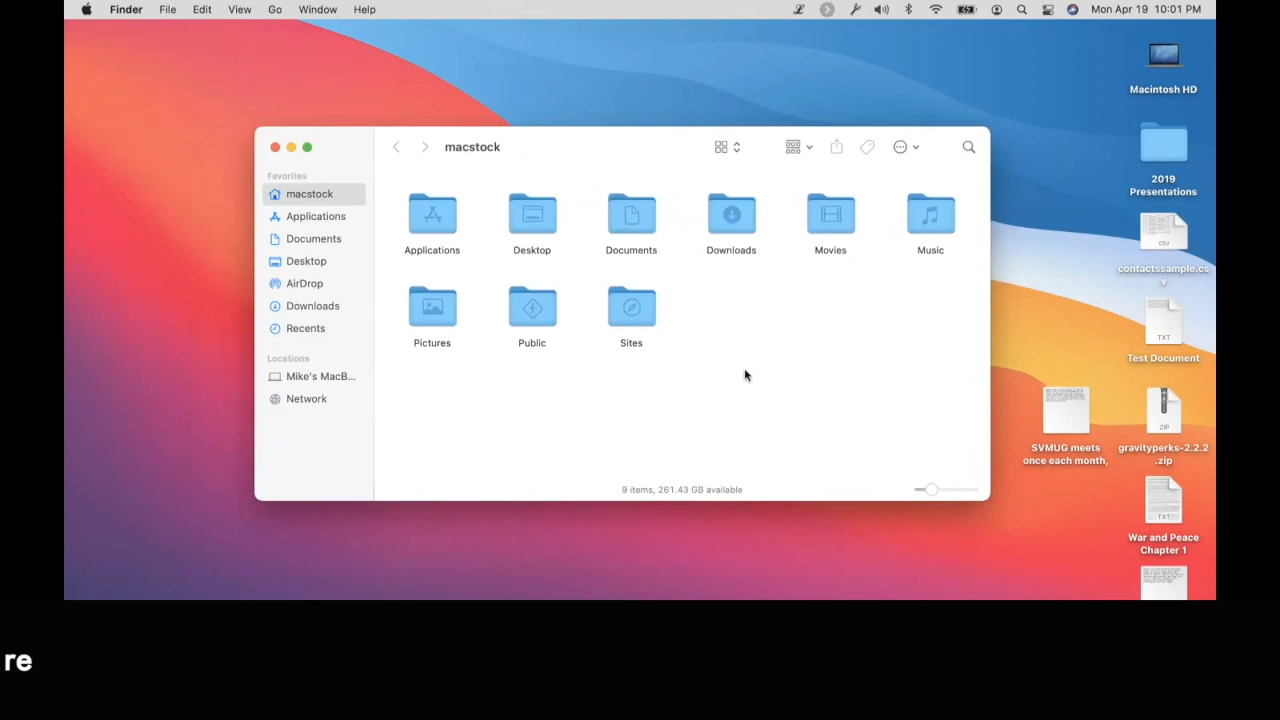 Finder File Edit View Go Window Help Mon Apr 19 10:01 PM
macstock
Favorites
macstock
Applications
Documents
Desktop
AirDrop
Downloads
Recents
Locations
Mike's MacB...
Network
Applications Desktop Documents Downloads Movies Music
Pictures Public Sites
9 items, 261.43 GB available
Macintosh HD
2019
Presentations
CSV
contactssample.cs
v
TXT
Test Document
SVMUG meets
once each month,
ZIP
gravityperks-2.2.2
.zip
TXT
War and Peace
Chapter 1
re